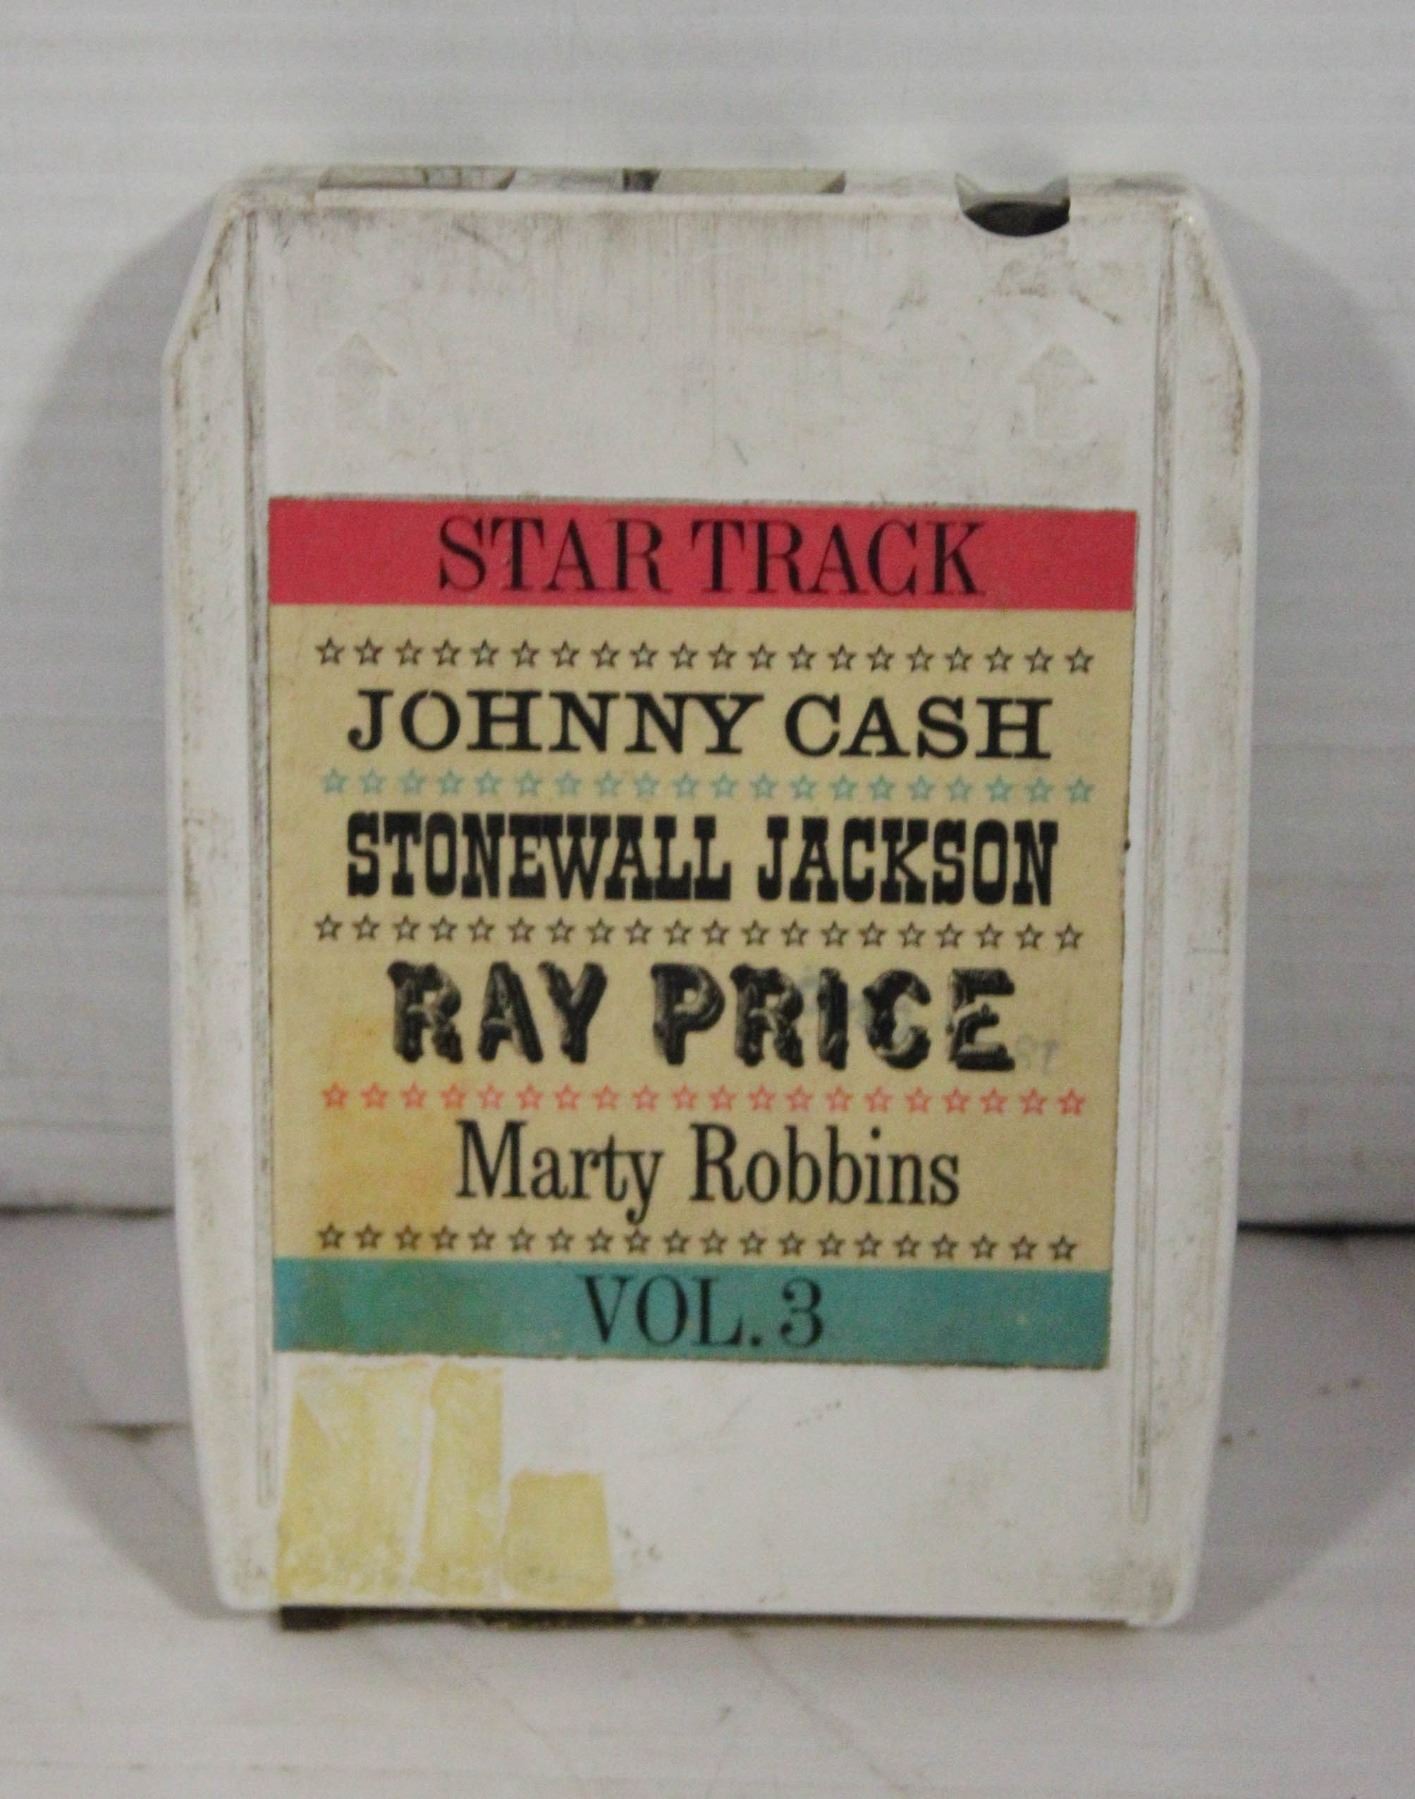 STAR TRACK
JOHNNY CASH
STONEWALL JACKSON
RAY PRICE
Marty Robbins
VOL. 3